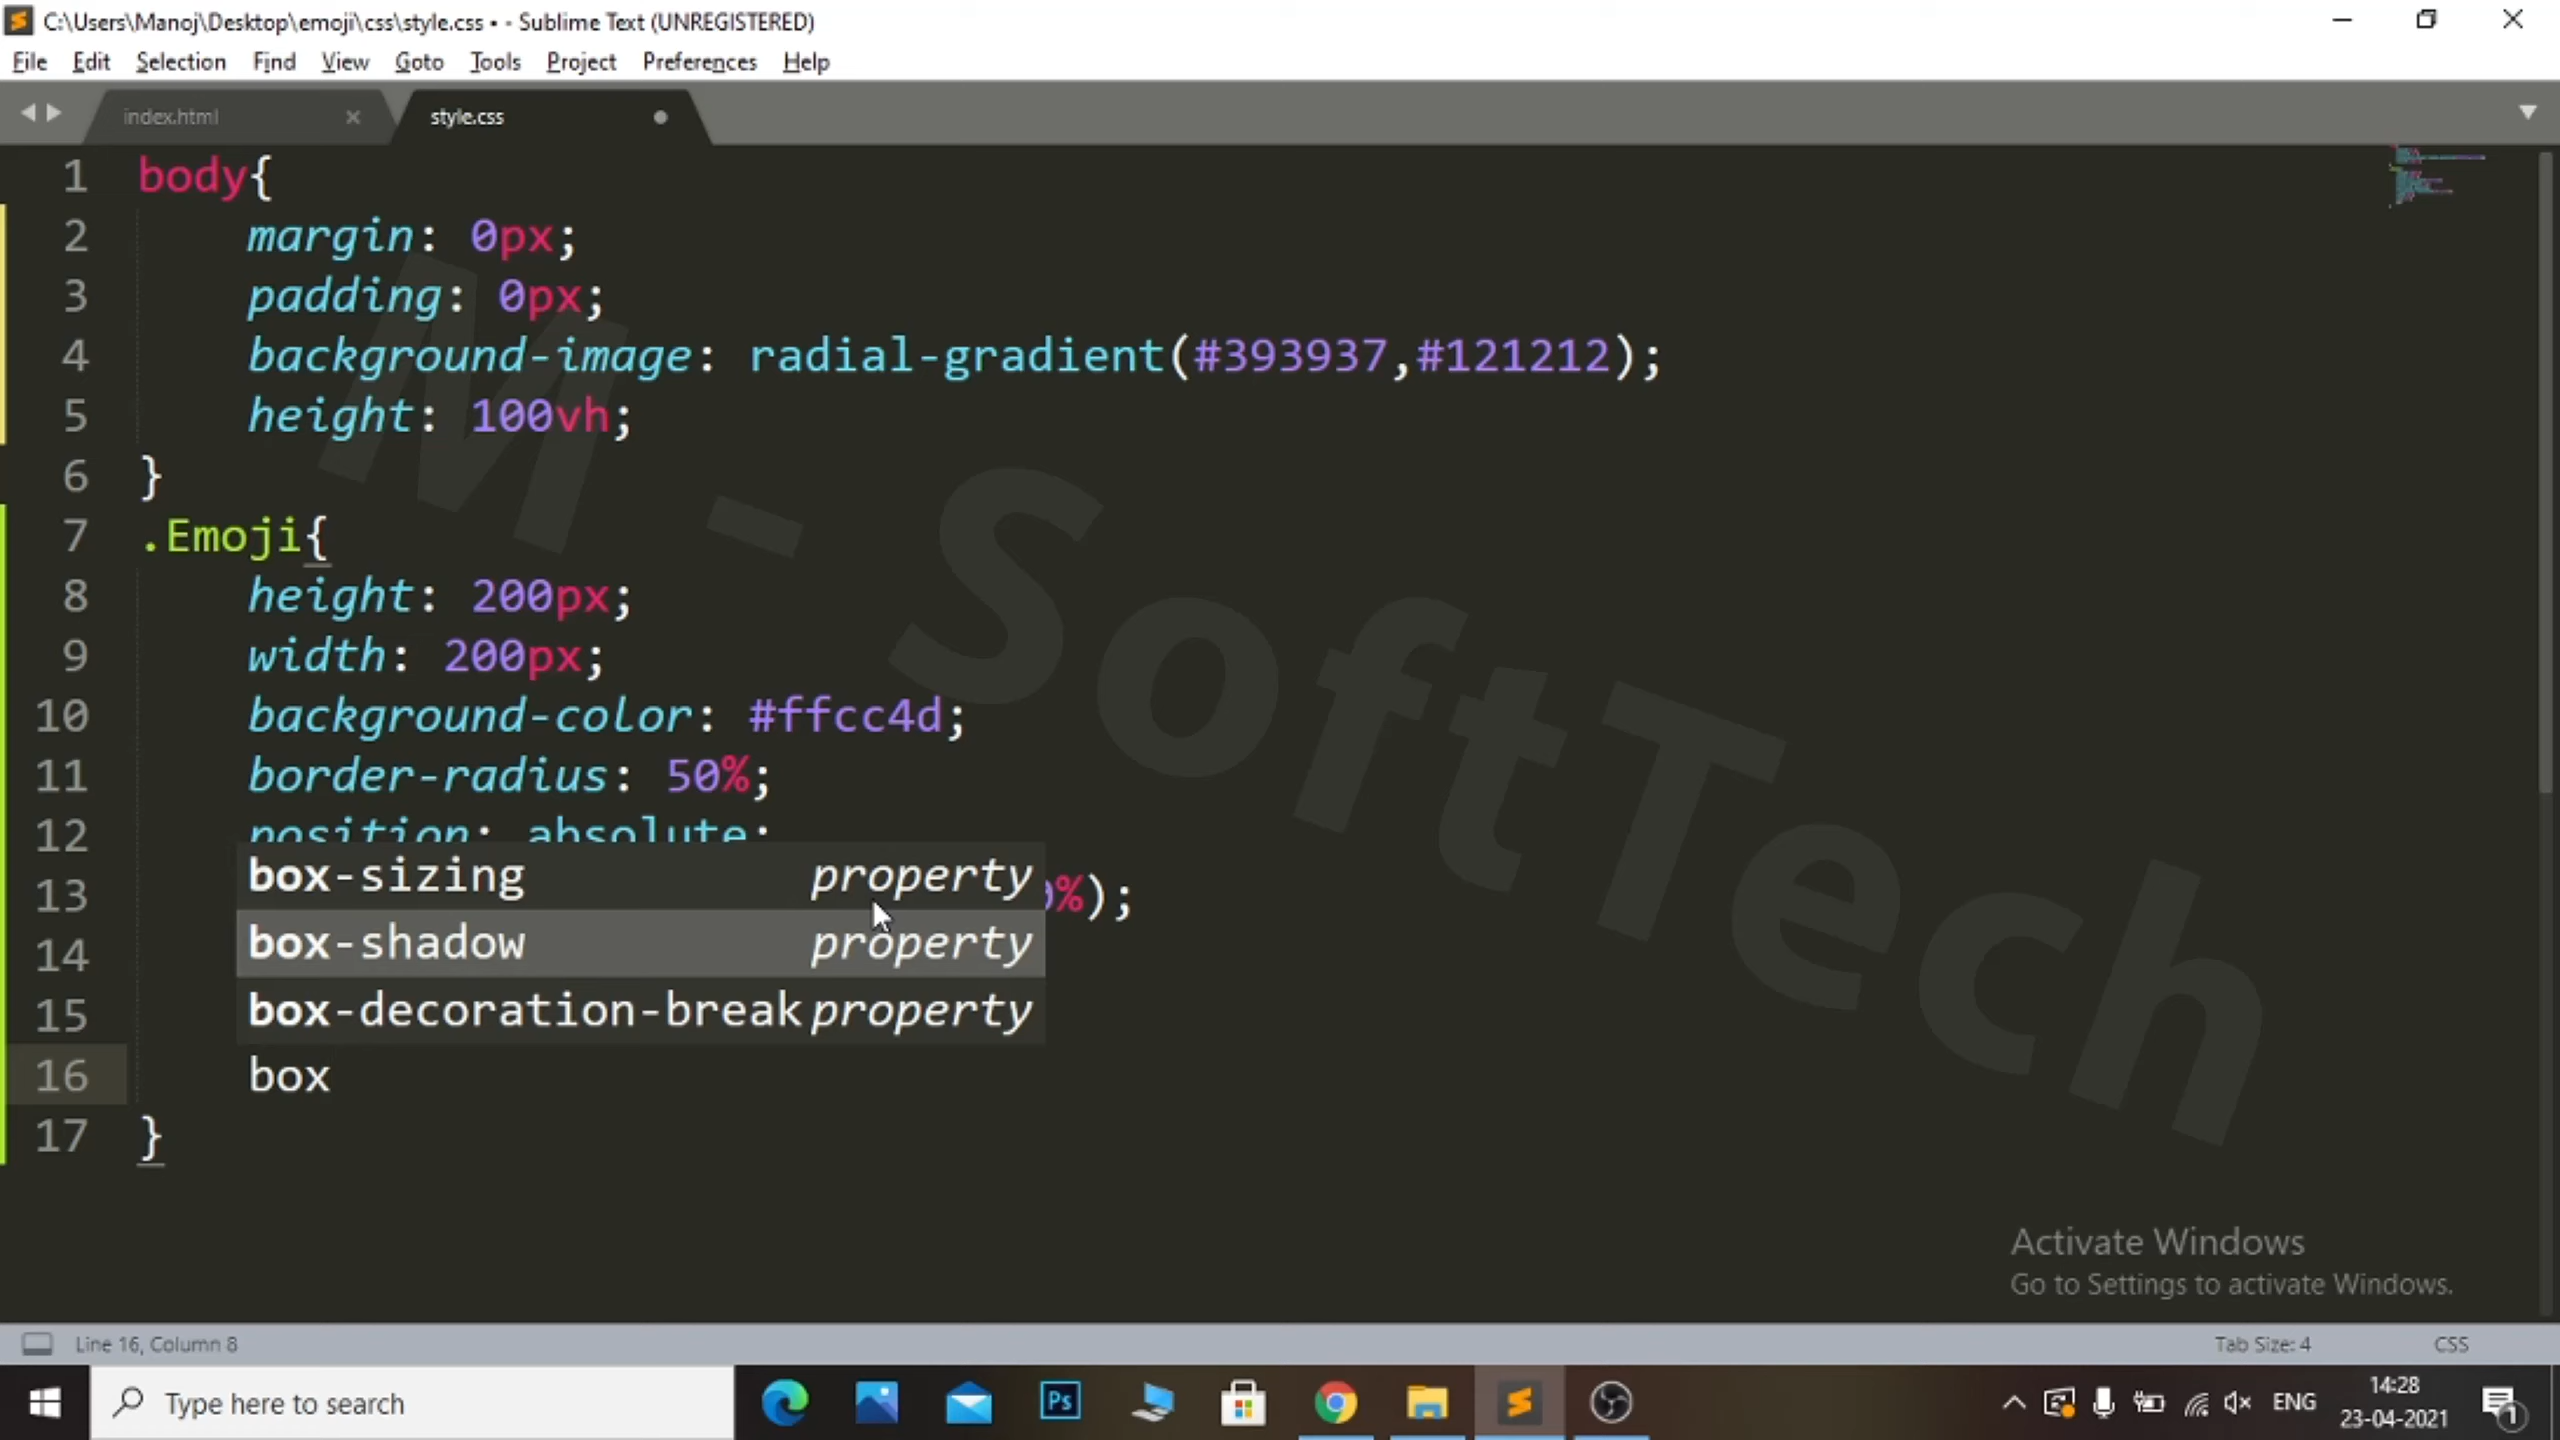 C:\Users\Manoj\Desktop\emoji\css\style.css • - Sublime Text (UNREGISTERED)
File Edit Selection Find View Goto Tools Project Preferences Help
index.html style.css
1 body{
2 margin: 0px;
3 padding: 0px;
4 background-image: radial-gradient(#393937,#121212);
5 height: 100vh;
6 }
7 .Emoji{
8 height: 200px;
9 width: 200px;
10 background-color: #ffcc4d;
11 border-radius: 50%;
12 position: absolute;
box-sizing property
13 %);
box-shadow property
14
box-decoration-break property
15
16 box
17 }
M - SoftTech
Activate Windows
Go to Settings to activate Windows.
Line 16, Column 8 Tab Size: 4 CSS
Type here to search Ps ENG 14:28
23-04-2021 1